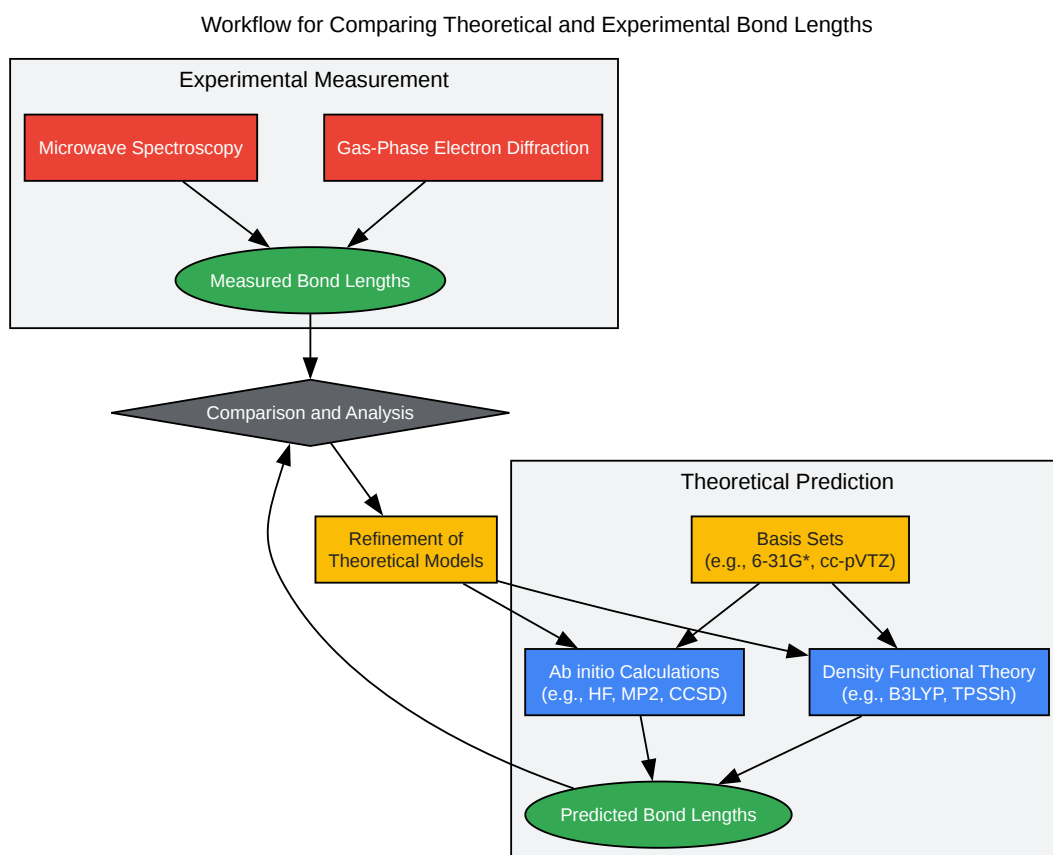 Workflow for Comparing Theoretical and Experimental Bond Lengths
Experimental Measurement
Microwave Spectroscopy
Gas-Phase Electron Diffraction
Measured Bond Lengths
Comparison and Analysis
Theoretical Prediction
Refinement of
Theoretical Models
Basis Sets
(e.g., 6-31G*, cc-pVTZ)
Ab initio Calculations
(e.g., HF, MP2, CCSD)
Density Functional Theory
(e.g., B3LYP, TPSSh)
Predicted Bond Lengths